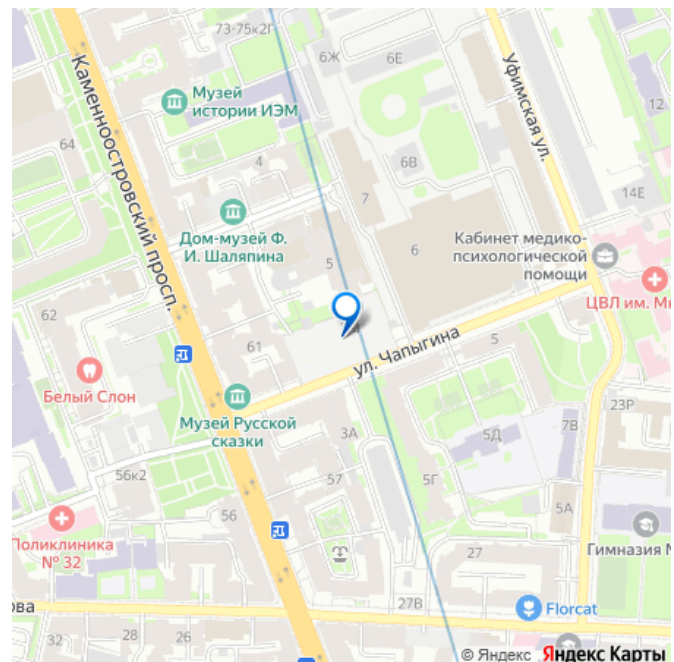 73-75к2Г
6Ж
6Е
Каменноостровский просп.
Музей
истории ИЭМ
Уфимская ул.
12
64
4
6В
7
14Е
Дом-музей Ф.
И. Шаляпина
5
6
Кабинет медико-
психологической
помощи
62
61
ул. Чапыгина
5
Белый Слон
Музей Русской
сказки
3А
23Р
7В
5Д
56к2
57
5Г
5А
56
Поликлиника
№ 32
27
Гимназия
27В
Florcat
32
28
26
© Яндекс Яндекс Карты